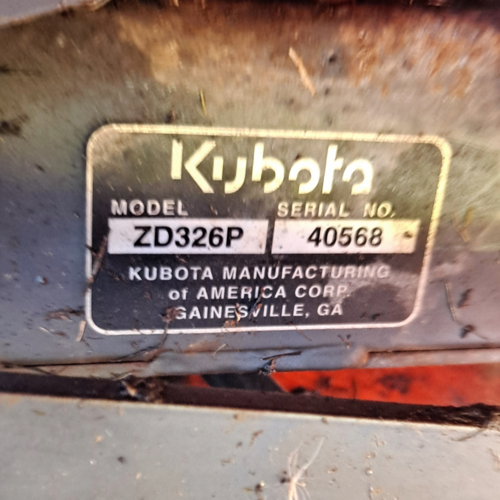 Kubota
MODEL SERIAL NO.
ZD326P 40568
KUBOTA MANUFACTURING
of AMERICA CORP.
GAINESVILLE, GA